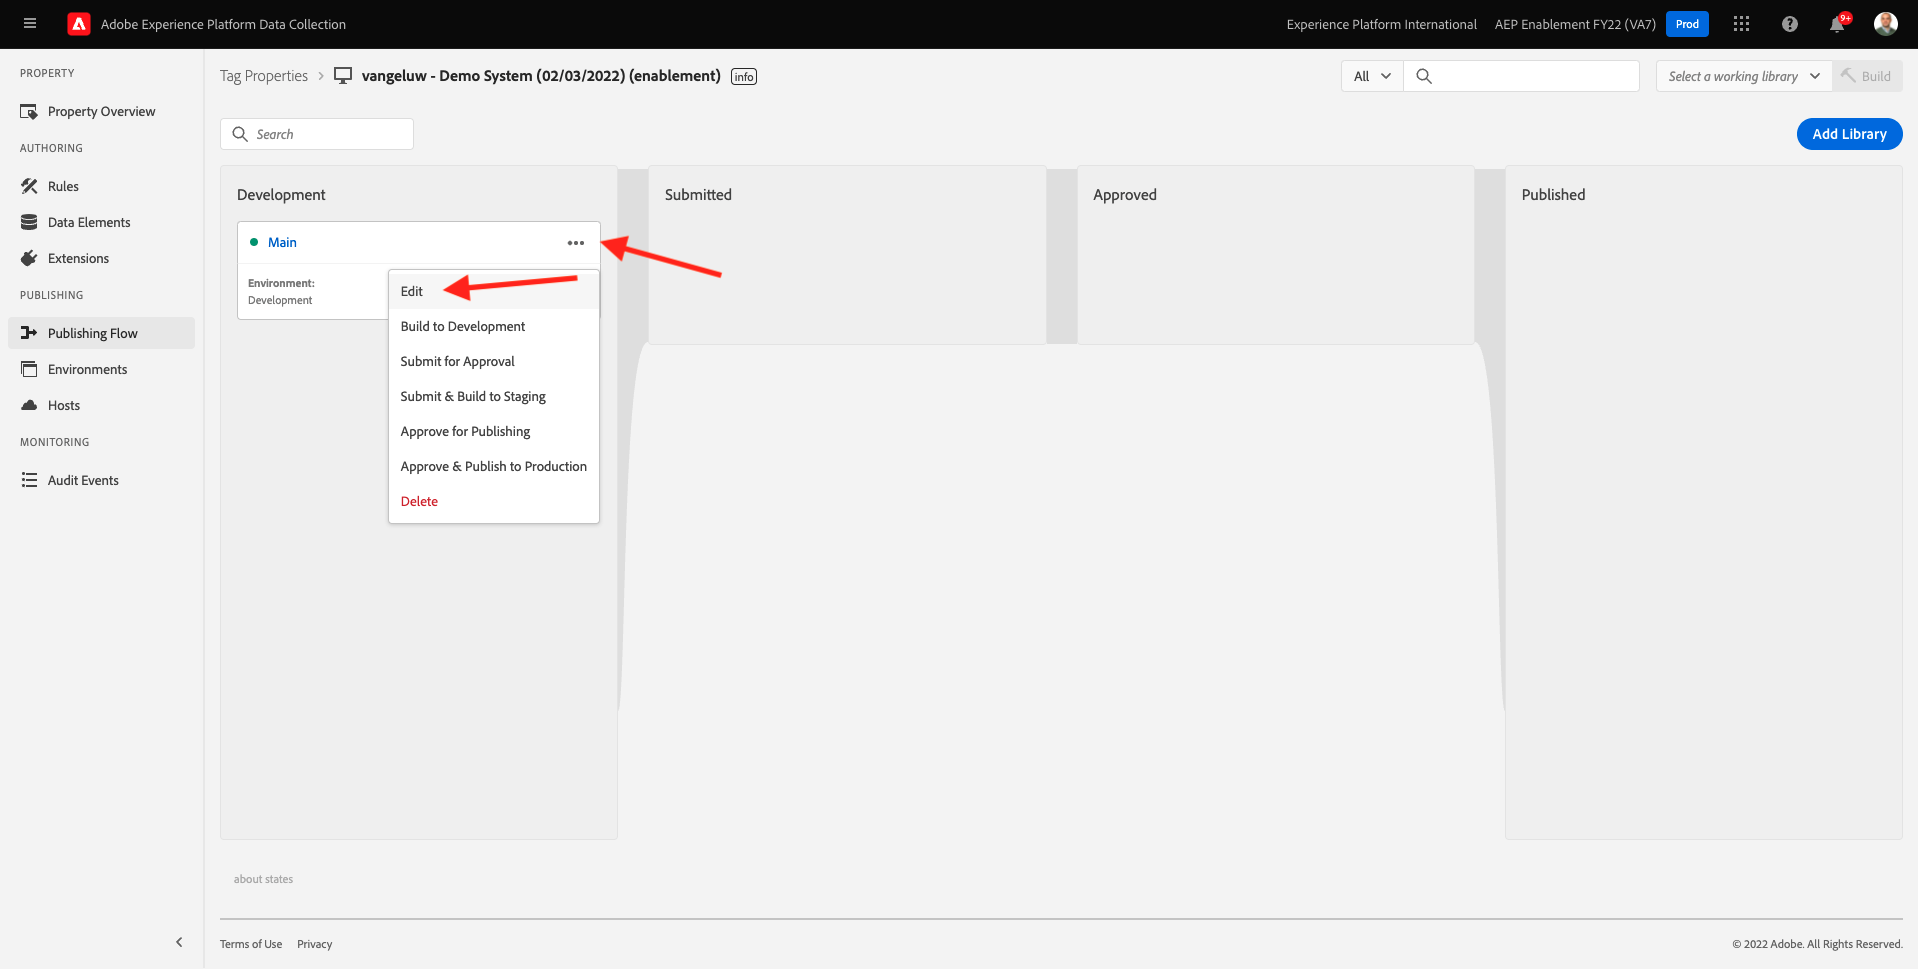 Adobe Experience Platform Data Collection
Experience Platform International
AEP Enablement FY22 (VA7)
Prod
9+
PROPERTY
Property Overview
AUTHORING
Rules
Data Elements
Extensions
PUBLISHING
Publishing Flow
Environments
Hosts
MONITORING
Audit Events
Tag Properties
vangeluw - Demo System (02/03/2022) (enablement)
info
All
Select a working library
Build
Search
Add Library
Development
Main
Environment:
Development
Edit
Build to Development
Submit for Approval
Submit & Build to Staging
Approve for Publishing
Approve & Publish to Production
Delete
Submitted
Approved
Published
about states
Terms of Use
Privacy
© 2022 Adobe. All Rights Reserved.